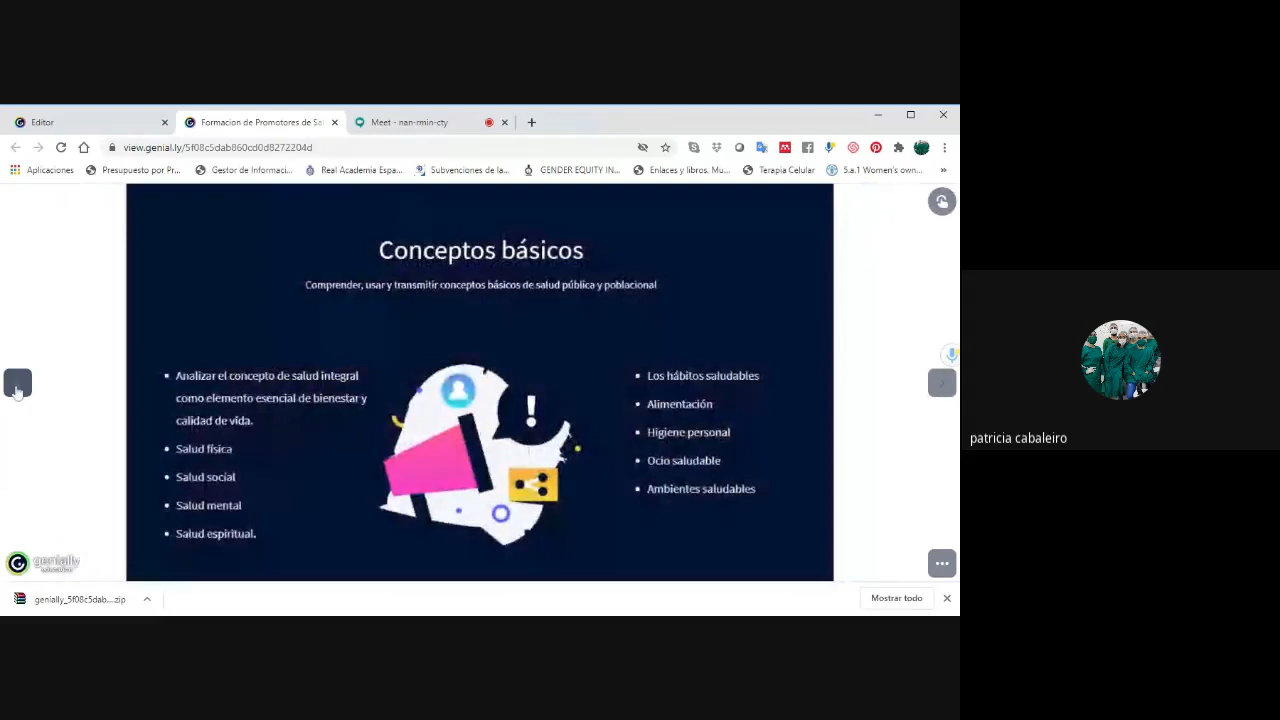 Editor
Formacion de Promotores de Sa
Meet - nan-rmin-cty
view.genial.ly/5f08c5dab860cd0d8272204d
Aplicaciones
Presupuesto por Pr...
Gestor de Informaci...
Real Academia Espa...
Subvenciones de la...
GENDER EQUITY IN...
Enlaces y libros, Mu...
Terapia Celular
5.a.1 Women's own...
Conceptos básicos
Comprender, usar y transmitir conceptos básicos de salud pública y poblacional
Analizar el concepto de salud integral
como elemento esencial de bienestar y
calidad de vida.
Salud física
Salud social
Salud mental
Salud espiritual.
Los hábitos saludables
Alimentación
Higiene personal
Ocio saludable
Ambientes saludables
patricia cabaleiro
genially
genially_5f08c5dab....zip
Mostrar todo